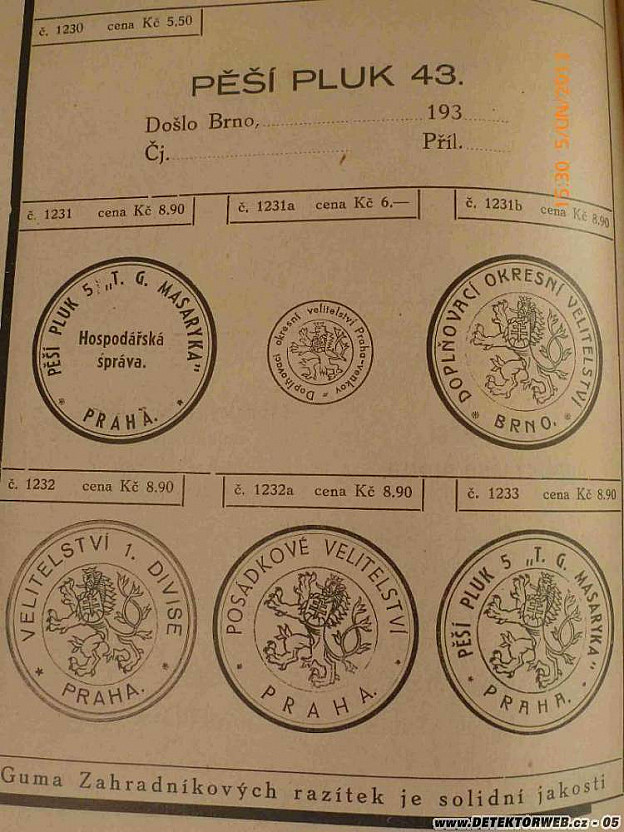 č. 1230 cena Kč 5,50
PĚŠÍ PLUK 43.
Došlo Brno, 193
Čj. Příl.
15:30 5/JUN/2013
č. 1231 cena Kč 8.90
č. 1231a cena Kč 6.—
č. 1231b cena Kč 8.90
PĚŠÍ PLUK 5 „T. G. MASARYKA"
Hospodářská
správa.
* PRAHA. *
Doplňovací okresní velitelství Praha-venkov
DOPLŇOVACÍ OKRESNÍ VELITELSTVÍ
* BRNO. *
č. 1232 cena Kč 8.90
č. 1232a cena Kč 8.90
č. 1233 cena Kč 8.90
VELITELSTVÍ 1. DIVISE
* PRAHA. *
POSÁDKOVÉ VELITELSTVÍ
* PRAHA. *
PĚŠÍ PLUK 5 „T. G. MASARYKA"
* PRAHA. *
Guma Zahradníkových razítek je solidní jakosti
www.DETEKTORWEB.cz - 05